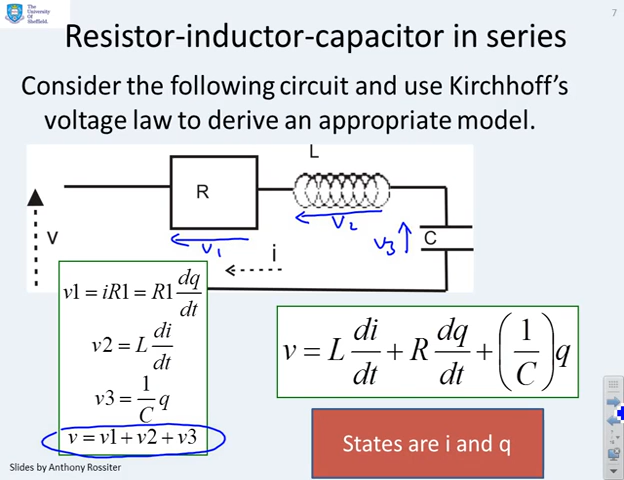 The University Of Sheffield.
7
Resistor-inductor-capacitor in series
Consider the following circuit and use Kirchhoff's
voltage law to derive an appropriate model.
L
R
V2
V3
C
v
V1
i
v1 = iR1 = R1 dq/dt
v2 = L di/dt
v3 = 1/C q
v = v1 + v2 + v3
v = L di/dt + R dq/dt + (1/C) q
States are i and q
Slides by Anthony Rossiter